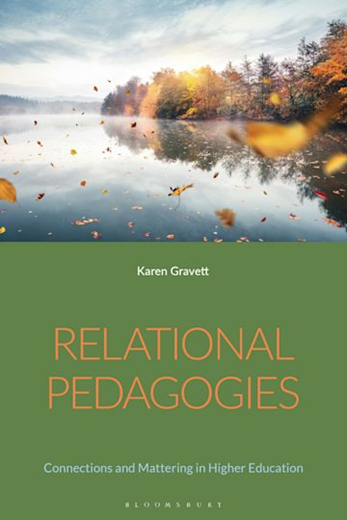 Karen Gravett
RELATIONAL
PEDAGOGIES
Connections and Mattering in Higher Education
BLOOMSBURY